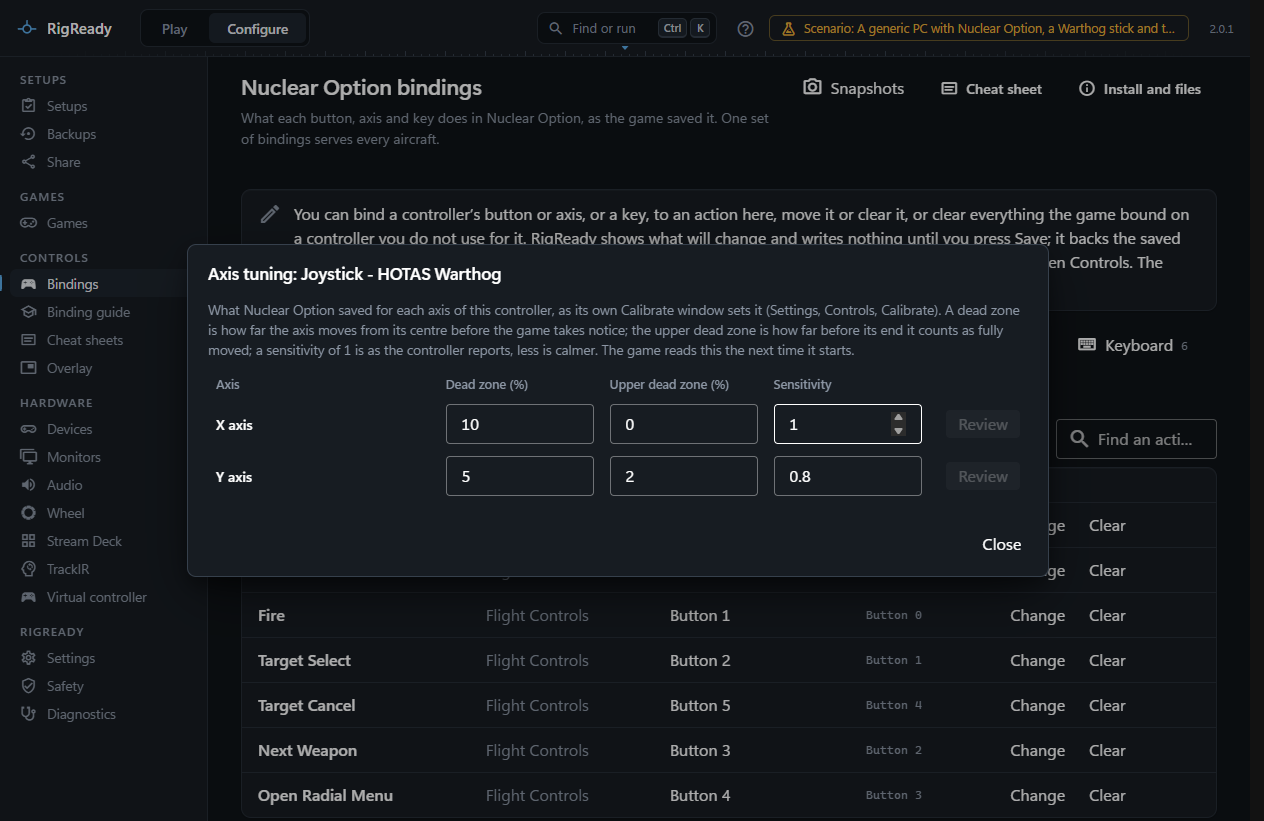 RigReady
Play
Configure
Find or run
Ctrl
K
Scenario: A generic PC with Nuclear Option, a Warthog stick and t...
2.0.1
SETUPS
Setups
Backups
Share
GAMES
Games
CONTROLS
Bindings
Binding guide
Cheat sheets
Overlay
HARDWARE
Devices
Monitors
Audio
Wheel
Stream Deck
TrackIR
Virtual controller
RIGREADY
Settings
Safety
Diagnostics
Nuclear Option bindings
Snapshots
Cheat sheet
Install and files
What each button, axis and key does in Nuclear Option, as the game saved it. One set
of bindings serves every aircraft.
You can bind a controller’s button or axis, or a key, to an action here, move it or clear it, or clear everything the game bound on
a controller you do not use for it. RigReady shows what will change and writes nothing until you press Save; it backs the saved
en Controls. The
Keyboard 6
Find an acti...
Axis tuning: Joystick - HOTAS Warthog
What Nuclear Option saved for each axis of this controller, as its own Calibrate window sets it (Settings, Controls, Calibrate). A dead zone
is how far the axis moves from its centre before the game takes notice; the upper dead zone is how far before its end it counts as fully
moved; a sensitivity of 1 is as the controller reports, less is calmer. The game reads this the next time it starts.
Axis
Dead zone (%)
Upper dead zone (%)
Sensitivity
X axis
10
0
1
Review
Y axis
5
2
0.8
Review
Close
ge
Clear
ge
Clear
Fire
Flight Controls
Button 1
Button 0
Change
Clear
Target Select
Flight Controls
Button 2
Button 1
Change
Clear
Target Cancel
Flight Controls
Button 5
Button 4
Change
Clear
Next Weapon
Flight Controls
Button 3
Button 2
Change
Clear
Open Radial Menu
Flight Controls
Button 4
Button 3
Change
Clear